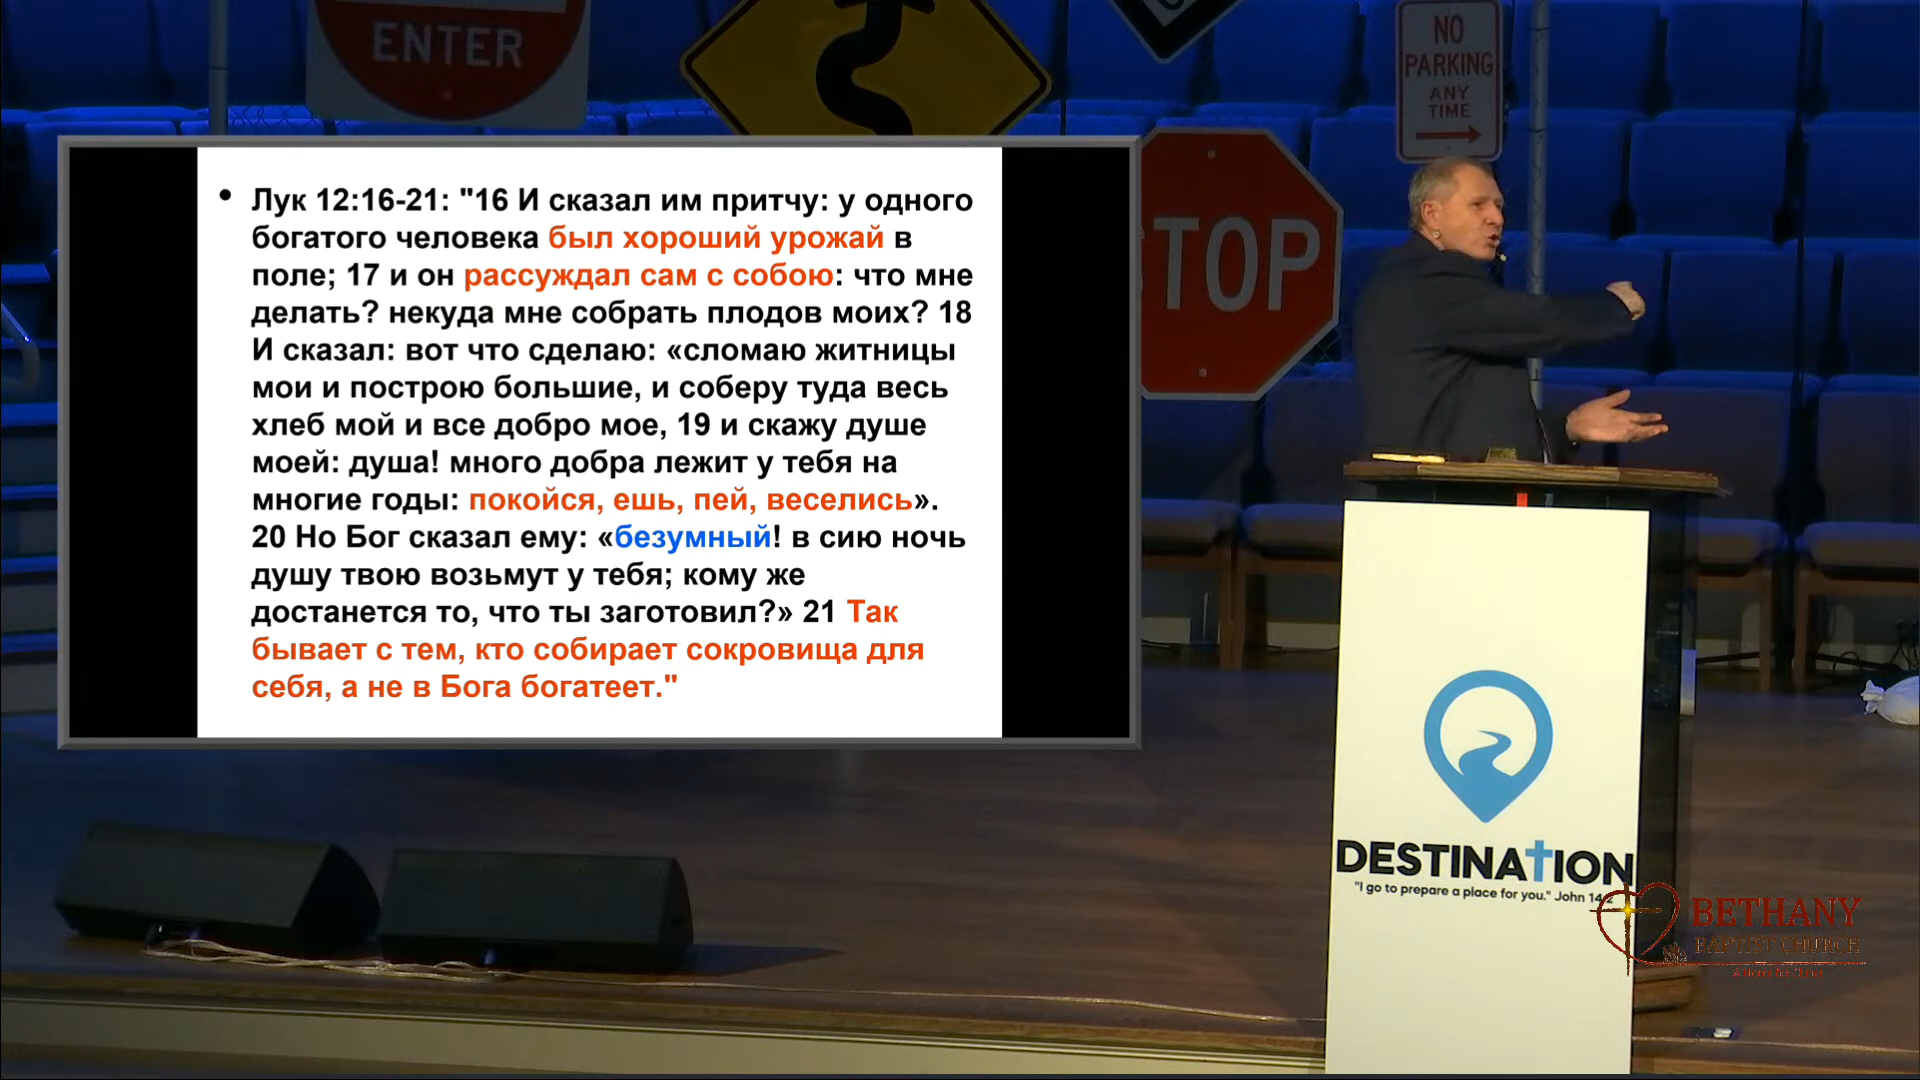 ENTER
NO
PARKING
ANY
TIME
STOP
• Лук 12:16-21: "16 И сказал им притчу: у одного
богатого человека был хороший урожай в
поле; 17 и он рассуждал сам с собою: что мне
делать? некуда мне собрать плодов моих? 18
И сказал: вот что сделаю: «сломаю житницы
мои и построю большие, и соберу туда весь
хлеб мой и все добро мое, 19 и скажу душе
моей: душа! много добра лежит у тебя на
многие годы: покойся, ешь, пей, веселись».
20 Но Бог сказал ему: «безумный! в сию ночь
душу твою возьмут у тебя; кому же
достанется то, что ты заготовил?» 21 Так
бывает с тем, кто собирает сокровища для
себя, а не в Бога богатеет."
DESTINATION
"I go to prepare a place for you." John 14:2
BETHANY
BAPTIST CHURCH